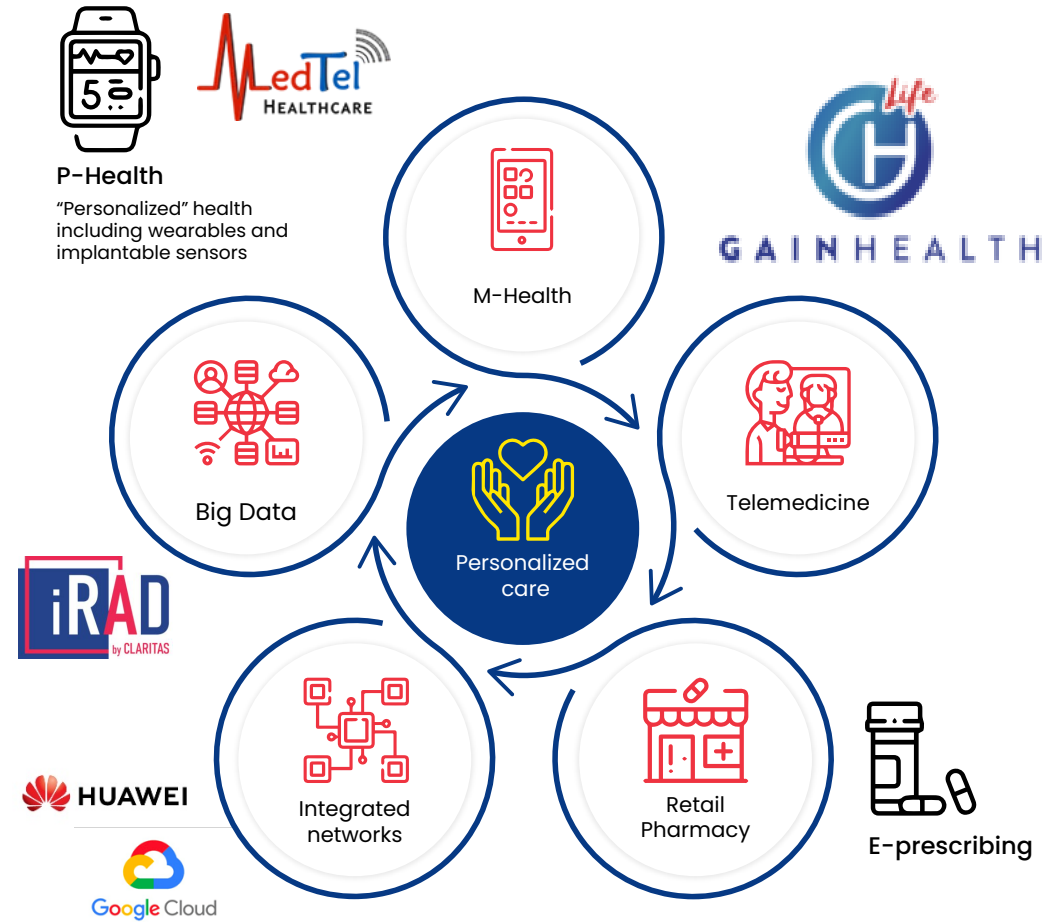 5
MedTel
HEALTHCARE
P-Health
“Personalized” health
including wearables and
implantable sensors
M-Health
Life
GAINHEALTH
Big Data
Telemedicine
Personalized
care
iRAD
by CLARITAS
Integrated
networks
Retail
Pharmacy
HUAWEI
Google Cloud
E-prescribing